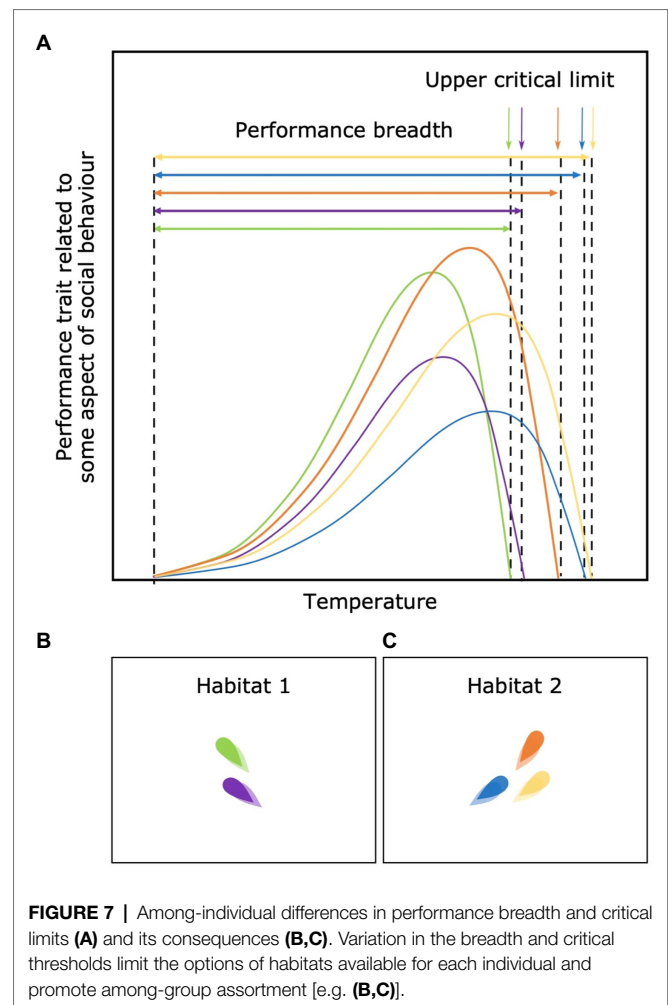 A
Upper critical limit
Performance breadth
Performance trait related to
some aspect of social behaviour
Temperature
B
C
Habitat 1
Habitat 2
FIGURE 7 | Among-individual differences in performance breadth and critical
limits (A) and its consequences (B,C). Variation in the breadth and critical
thresholds limit the options of habitats available for each individual and
promote among-group assortment [e.g. (B,C)].